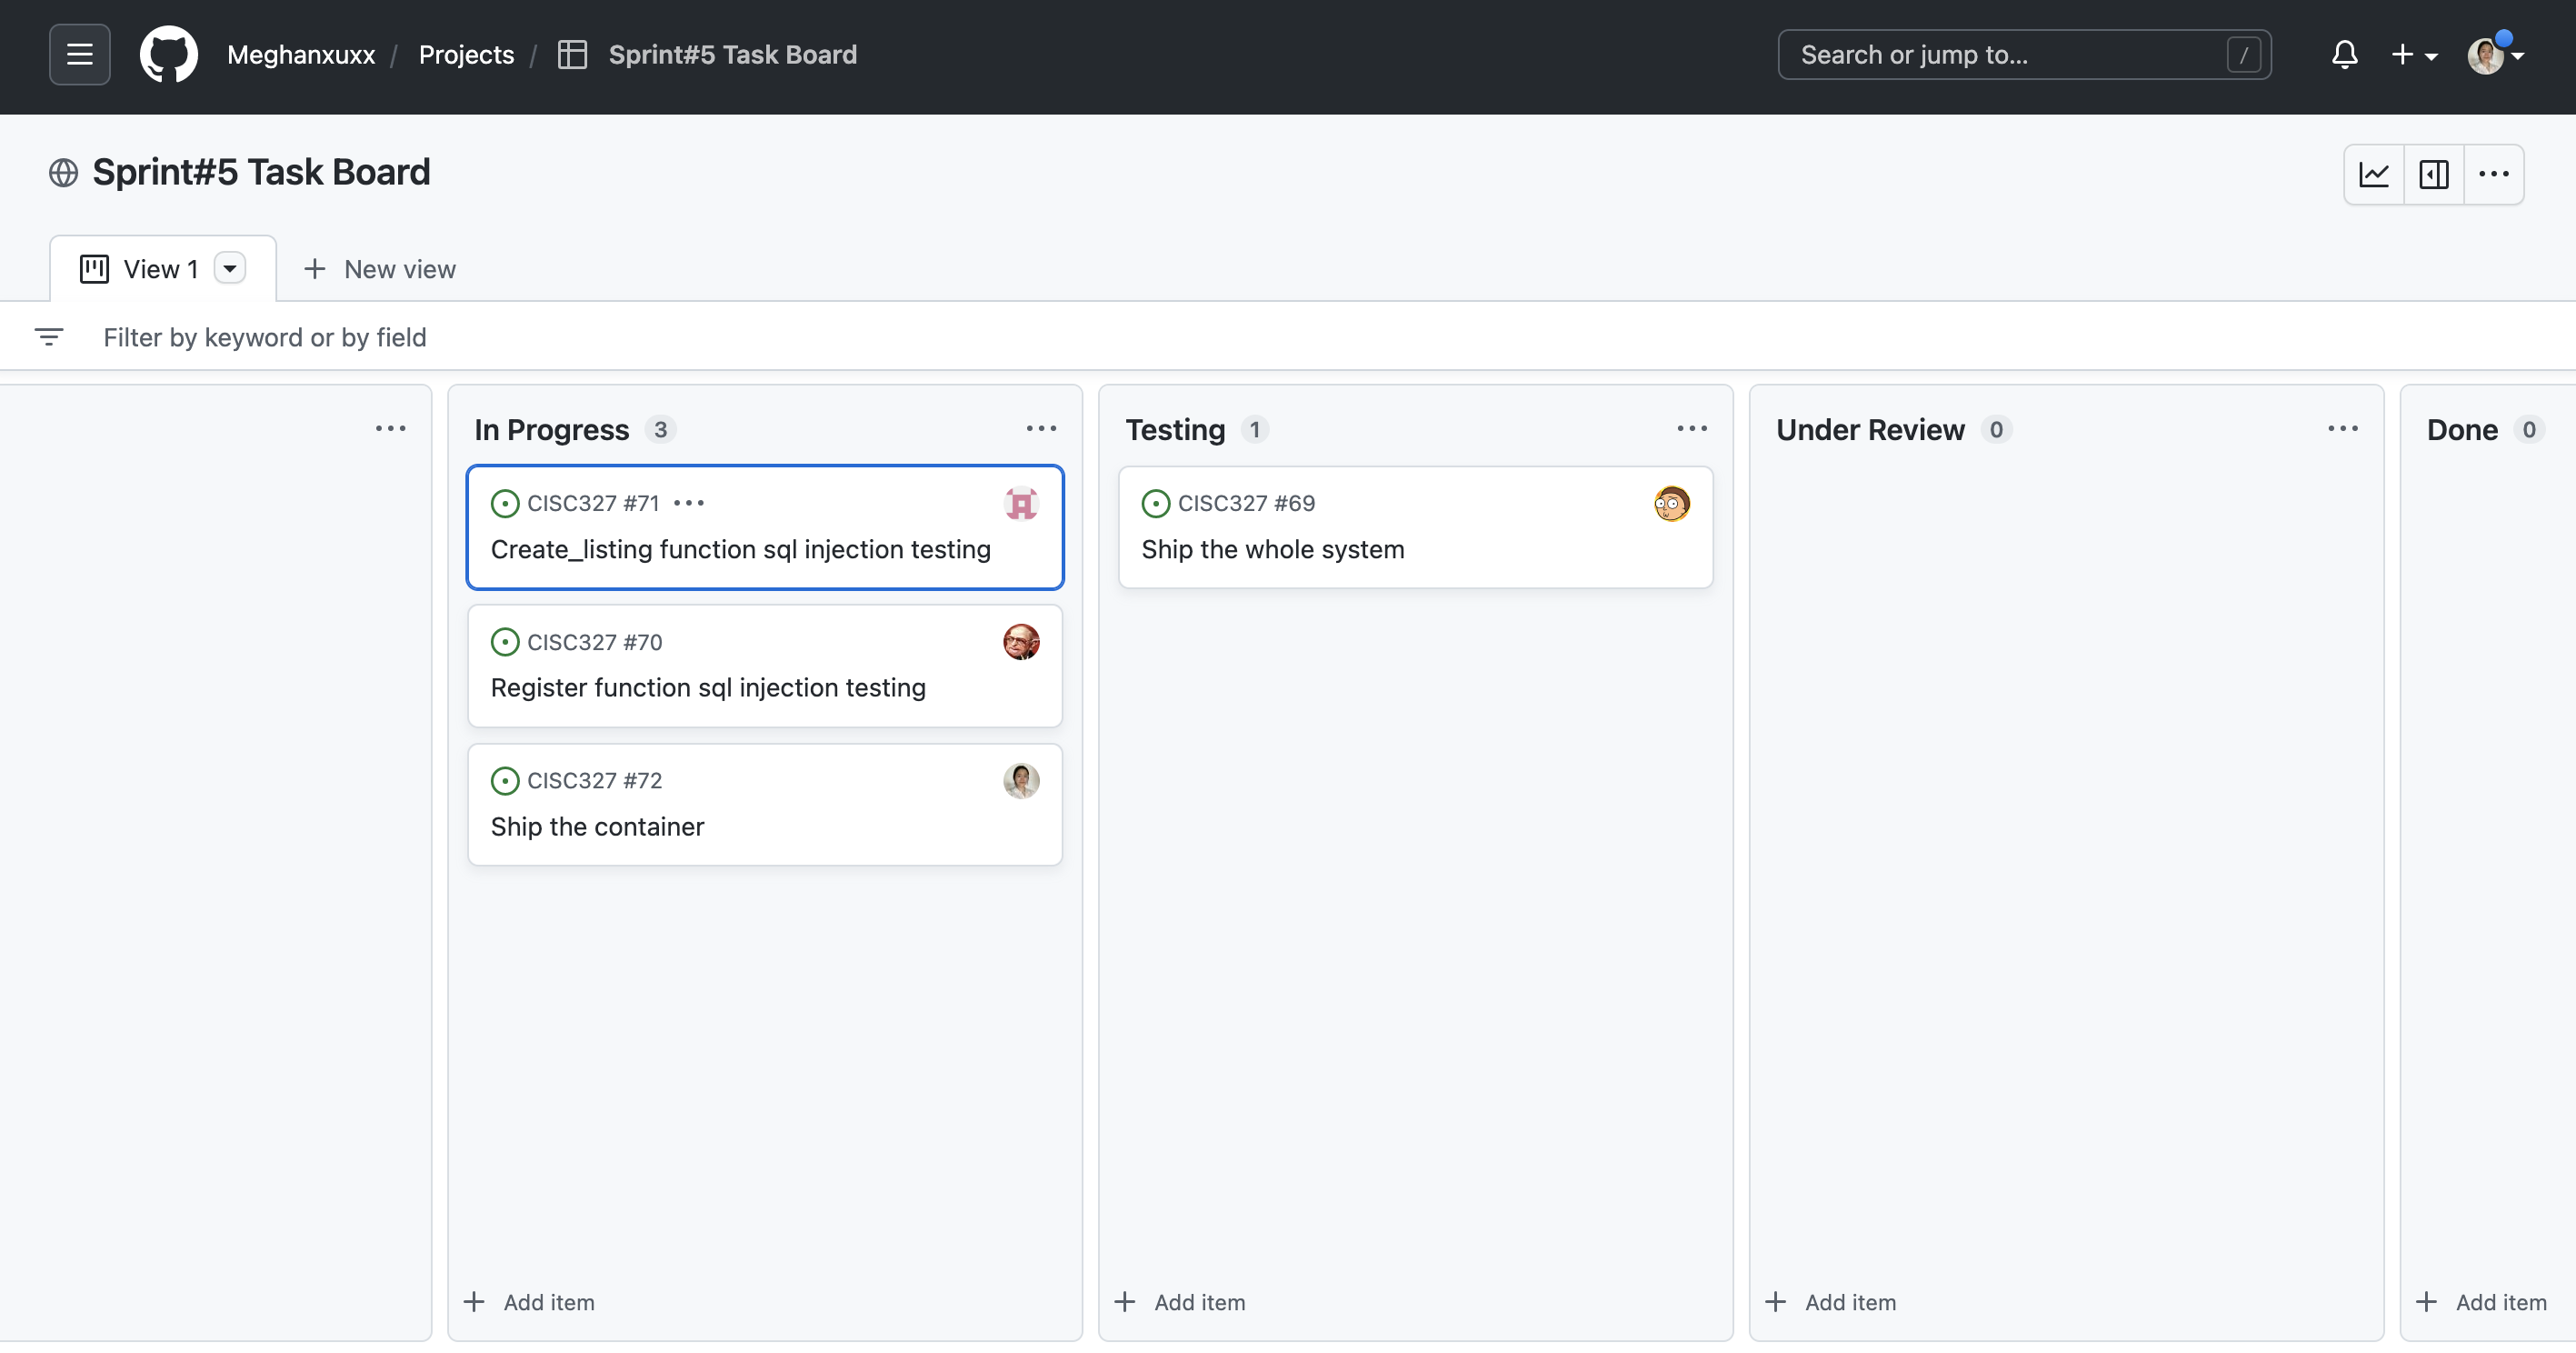 Meghanxuxx / Projects / Sprint#5 Task Board
Search or jump to... /
Sprint#5 Task Board
View 1
New view
Filter by keyword or by field
In Progress 3
CISC327 #71
Create_listing function sql injection testing
CISC327 #70
Register function sql injection testing
CISC327 #72
Ship the container
Add item
Testing 1
CISC327 #69
Ship the whole system
Add item
Under Review 0
Add item
Done 0
Add item